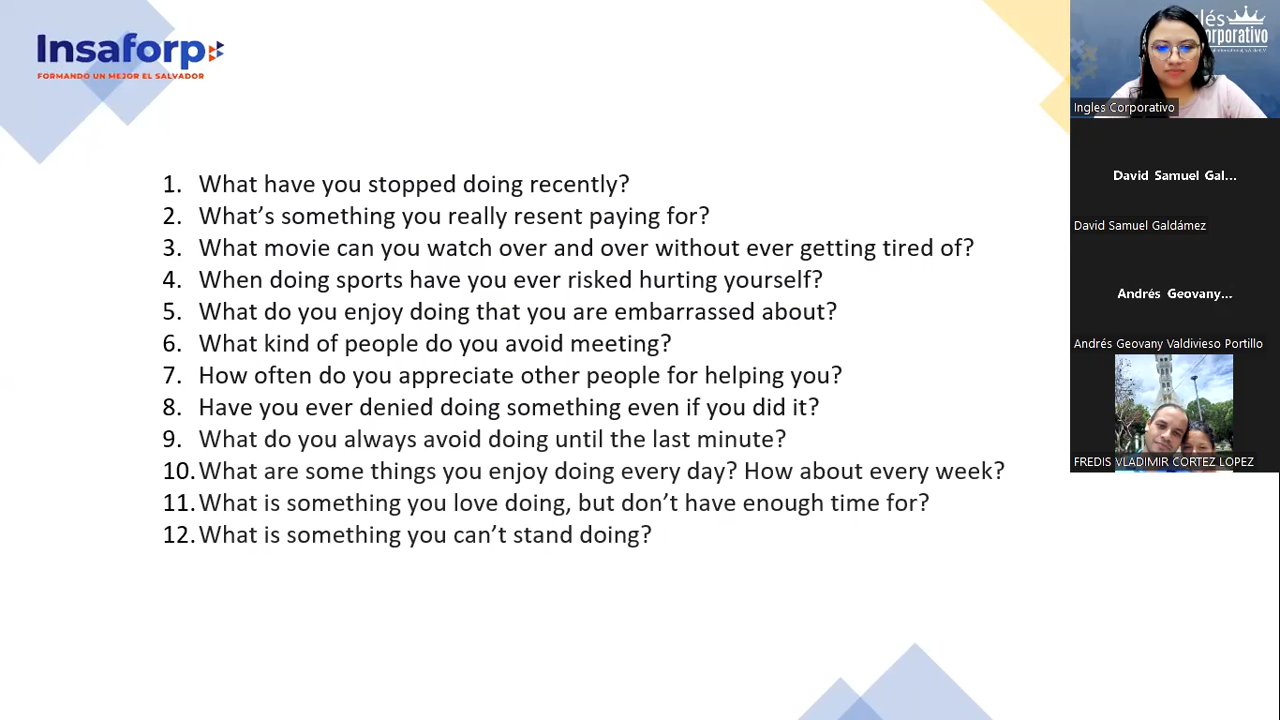 Insaforp
FORMANDO UN MEJOR EL SALVADOR
1. What have you stopped doing recently?
2. What’s something you really resent paying for?
3. What movie can you watch over and over without ever getting tired of?
4. When doing sports have you ever risked hurting yourself?
5. What do you enjoy doing that you are embarrassed about?
6. What kind of people do you avoid meeting?
7. How often do you appreciate other people for helping you?
8. Have you ever denied doing something even if you did it?
9. What do you always avoid doing until the last minute?
10. What are some things you enjoy doing every day? How about every week?
11. What is something you love doing, but don’t have enough time for?
12. What is something you can’t stand doing?
Ingles Corporativo
David Samuel Gal...
David Samuel Galdámez
Andrés Geovany...
Andrés Geovany Valdivieso Portillo
FREDIS VLADIMIR CORTEZ LOPEZ